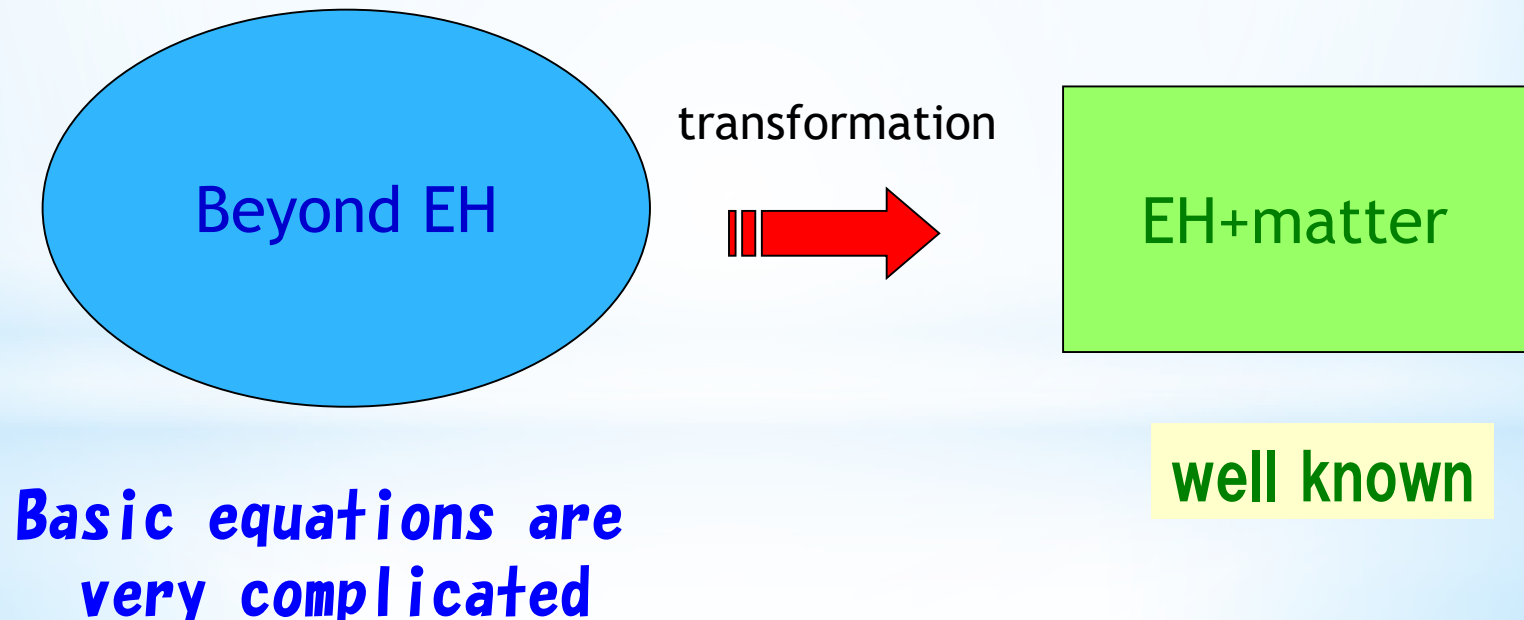 Beyond EH
transformation
EH+matter
Basic equations are
very complicated
well known